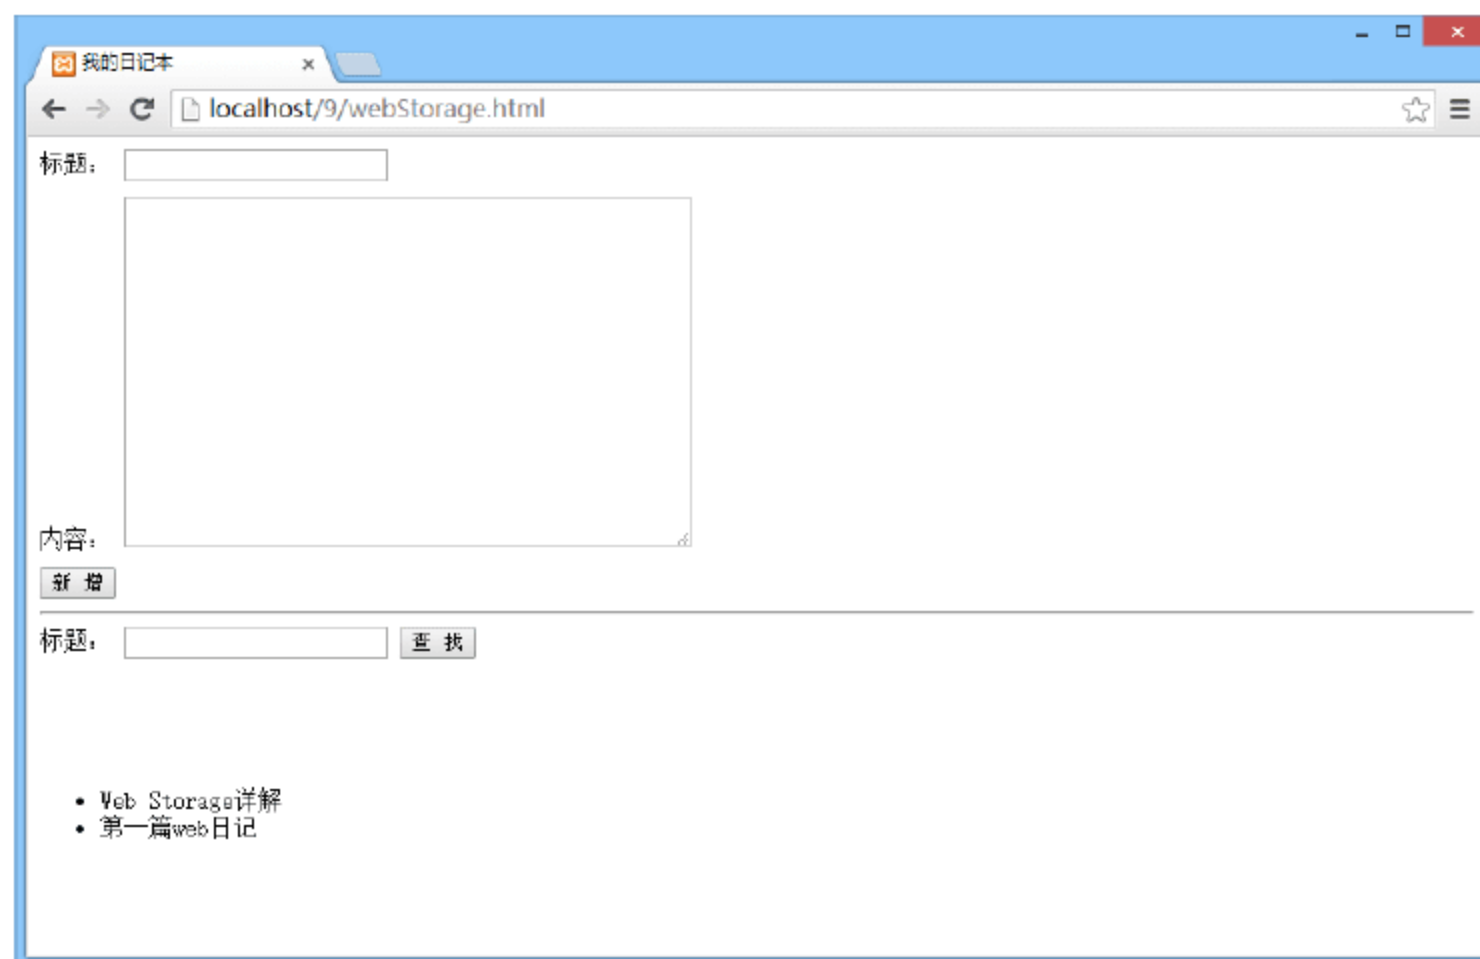 我的日记本
localhost/9/webStorage.html
标题：
内容：
新 增
标题： 查 找
Web Storage详解
第一篇web日记